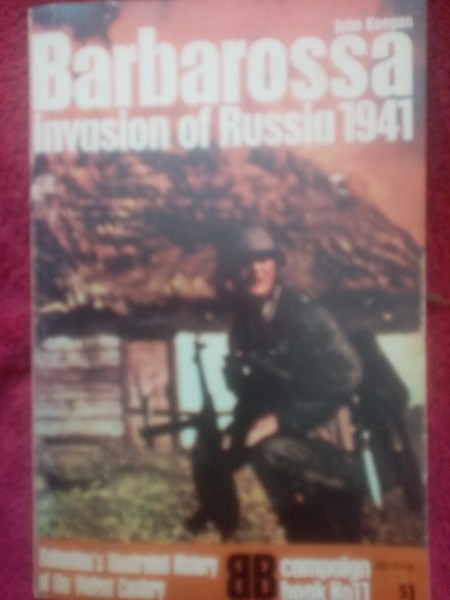 John Keegan
Barbarossa
invasion of Russia 1941
Ballantine's Illustrated History
of the Violent Century
BB
campaign
book No 11
$1